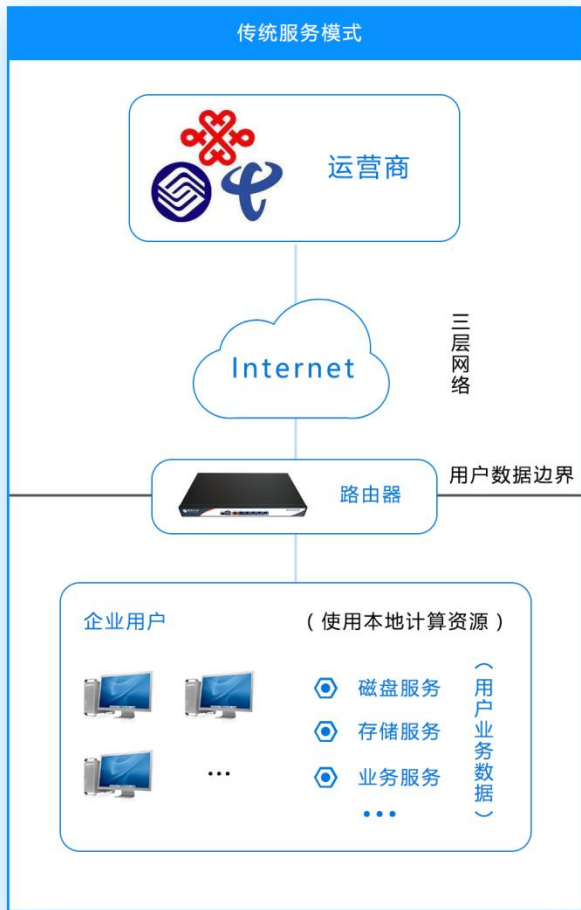 传统服务模式
运营商
Internet
三层网络
用户数据边界
路由器
企业用户
(使用本地计算资源)
磁盘服务
存储服务
业务服务
...
...
(用户业务数据)